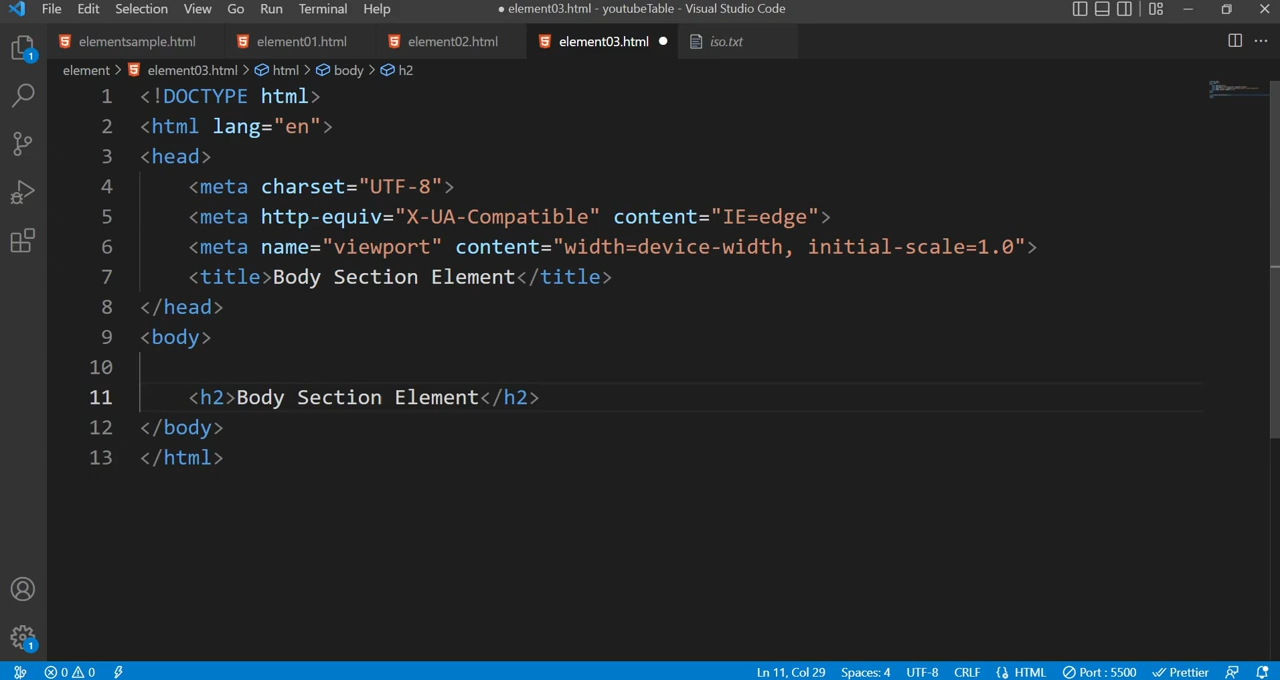 File Edit Selection View Go Run Terminal Help ● element03.html - youtubeTable - Visual Studio Code
elementsample.html element01.html element02.html element03.html ● iso.txt
element > element03.html > html > body > h2
1 <!DOCTYPE html>
2 <html lang="en">
3 <head>
4 <meta charset="UTF-8">
5 <meta http-equiv="X-UA-Compatible" content="IE=edge">
6 <meta name="viewport" content="width=device-width, initial-scale=1.0">
7 <title>Body Section Element</title>
8 </head>
9 <body>
10
11 <h2>Body Section Element</h2>
12 </body>
13 </html>
1
1
0 0 Ln 11, Col 29 Spaces: 4 UTF-8 CRLF HTML Port : 5500 Prettier